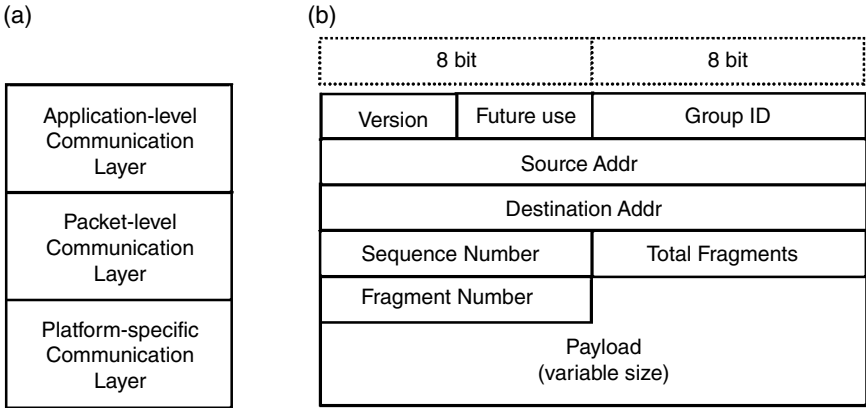 (a)
Application-level
Communication
Layer
Packet-level
Communication
Layer
Platform-specific
Communication
Layer
(b)
8 bit 8 bit
Version Future use Group ID
Source Addr
Destination Addr
Sequence Number Total Fragments
Fragment Number
Payload
(variable size)